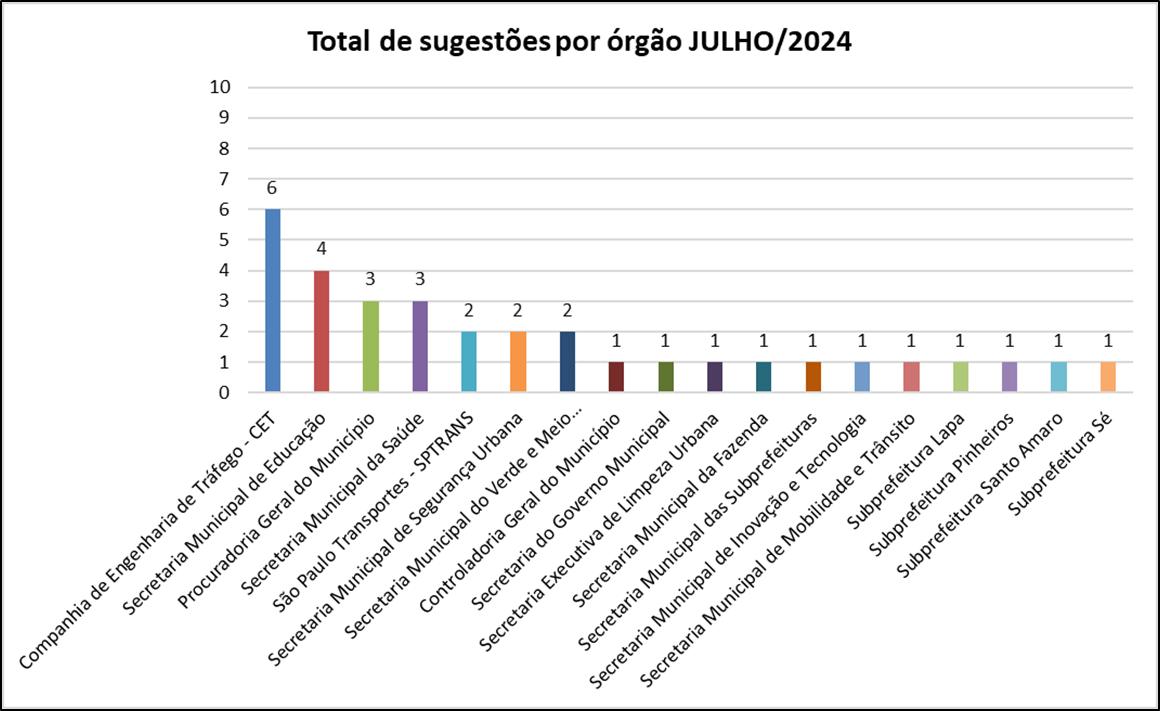 Total de sugestões por órgão JULHO/2024
10
9
8
7
6
5
4
3
2
1
0
6
4
3
3
2
2
2
1
1
1
1
1
1
1
1
1
1
1
Companhia de Engenharia de Tráfego - CET
Secretaria Municipal de Educação
Procuradoria Geral do Município
Secretaria Municipal da Saúde
São Paulo Transportes - SPTRANS
Secretaria Municipal de Segurança Urbana
Secretaria Municipal do Verde e Meio...
Controladoria Geral do Município
Secretaria do Governo Municipal
Secretaria Executiva de Limpeza Urbana
Secretaria Municipal da Fazenda
Secretaria Municipal das Subprefeituras
Secretaria Municipal de Inovação e Tecnologia
Secretaria Municipal de Mobilidade e Trânsito
Subprefeitura Lapa
Subprefeitura Pinheiros
Subprefeitura Santo Amaro
Subprefeitura Sé